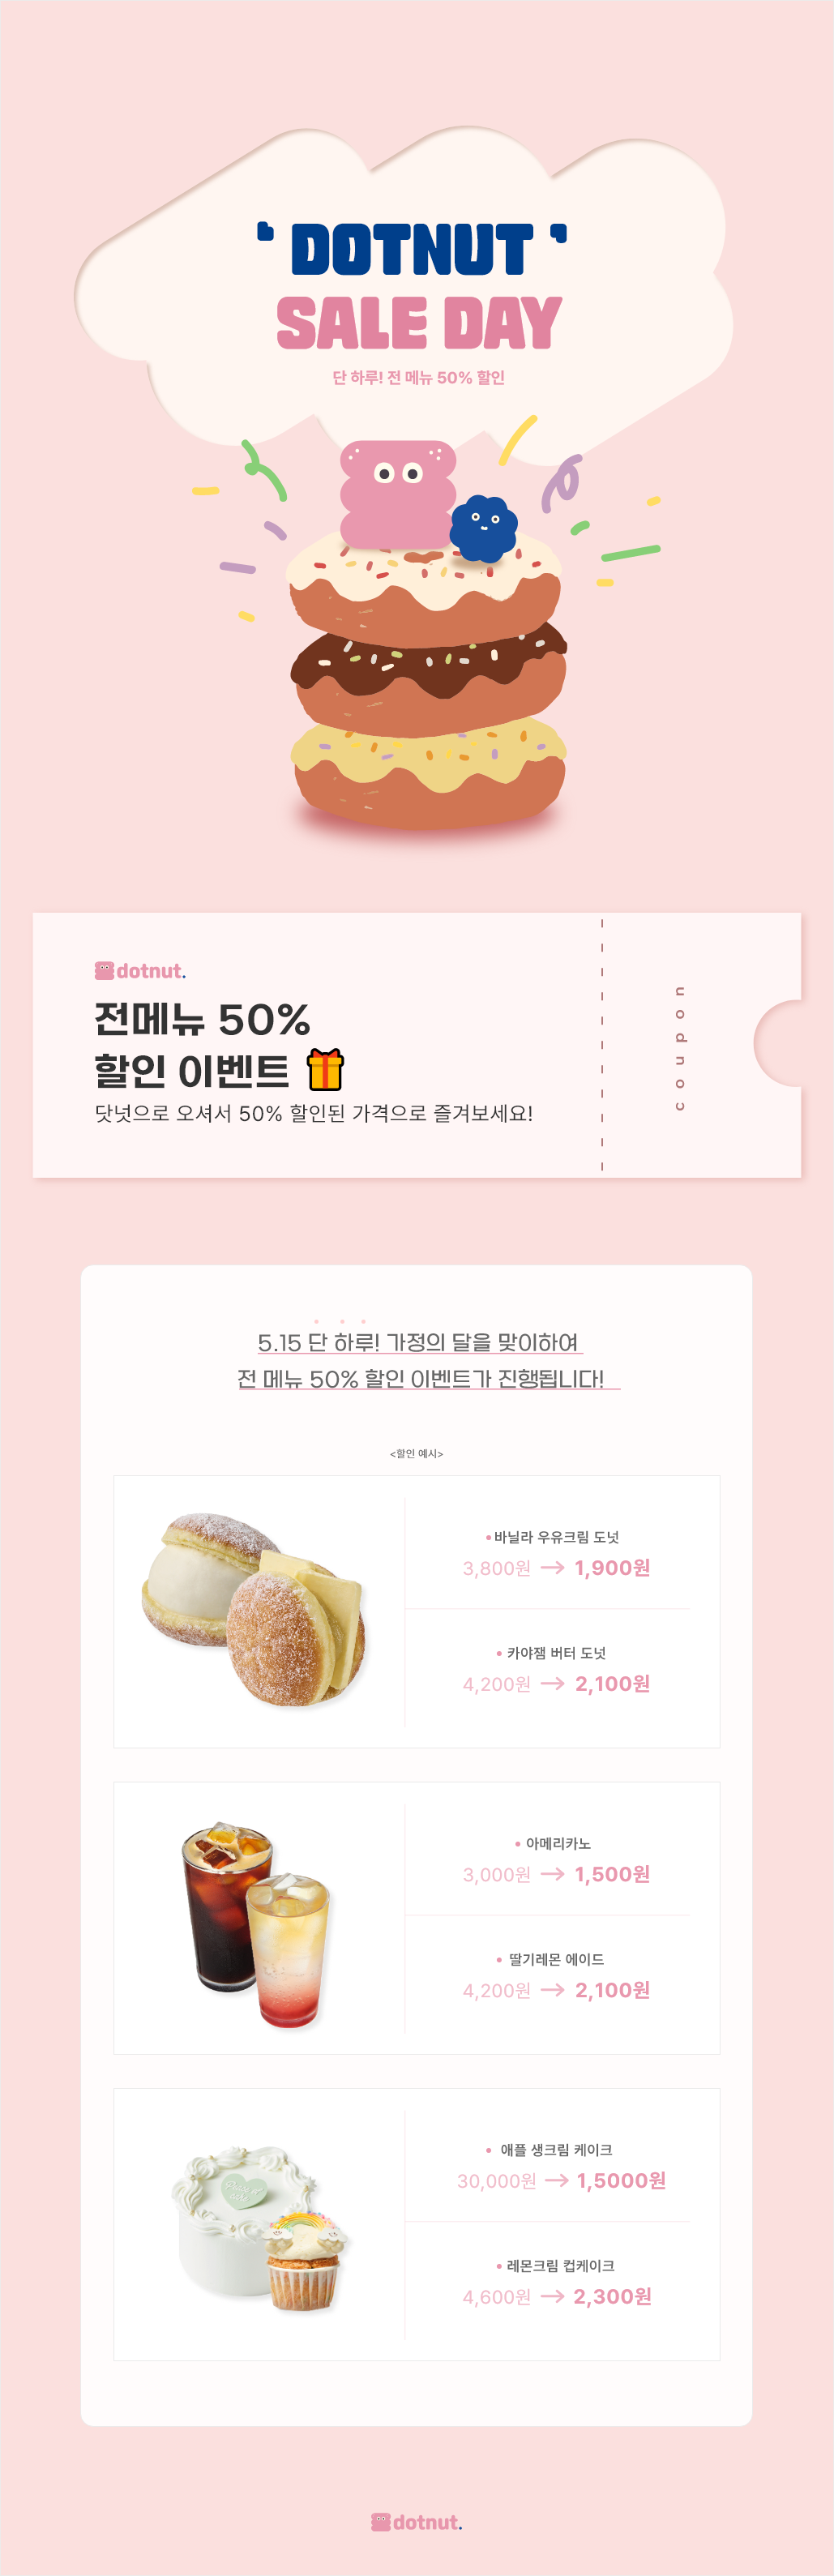 ‘ DOTNUT ’
SALE DAY
단 하루! 전 메뉴 50% 할인
dotnut.
전메뉴 50%
할인 이벤트
닷넛으로 오셔서 50% 할인된 가격으로 즐겨보세요!
coupon
5.15 단 하루! 가정의 달을 맞이하여
전 메뉴 50% 할인 이벤트가 진행됩니다!
<할인 예시>
• 바닐라 우유크림 도넛
3,800원 → 1,900원
• 카야잼 버터 도넛
4,200원 → 2,100원
• 아메리카노
3,000원 → 1,500원
• 딸기레몬 에이드
4,200원 → 2,100원
• 애플 생크림 케이크
30,000원 → 1,5000원
• 레몬크림 컵케이크
4,600원 → 2,300원
dotnut.